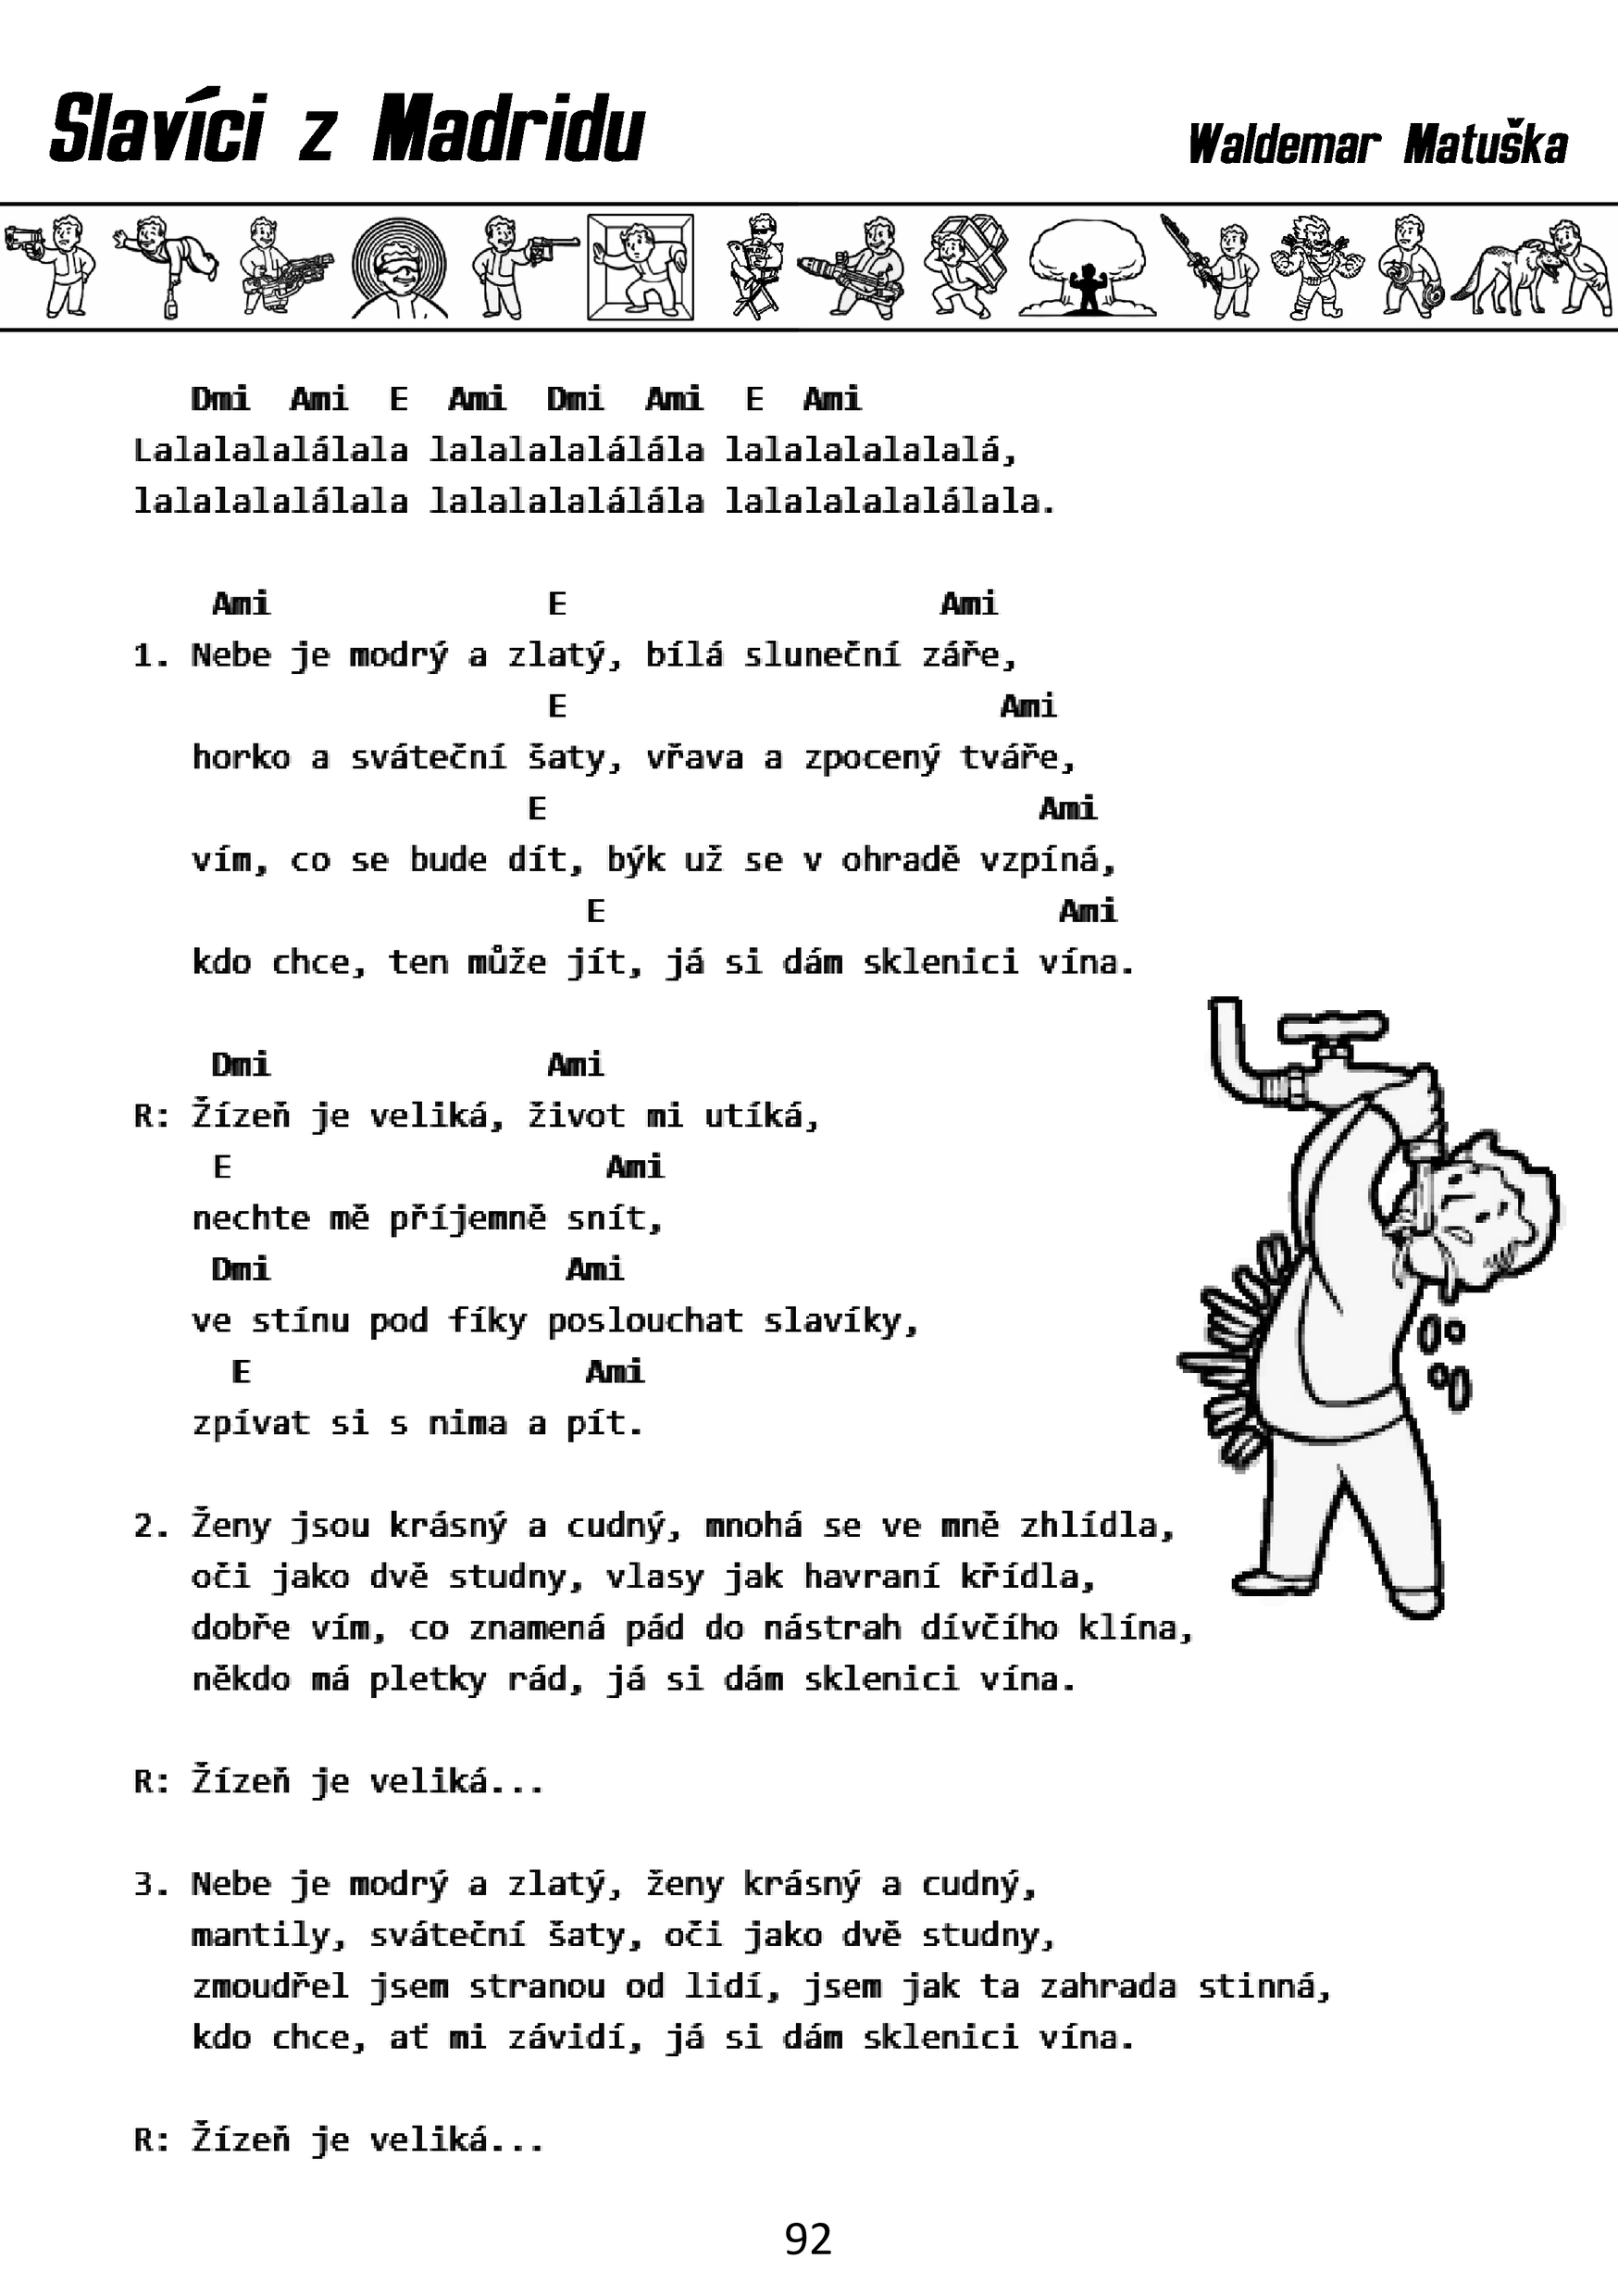 Slavíci z Madridu
Waldemar Matuška
Dmi Ami E Ami Dmi Ami E Ami
Lalalalalálala lalalalalálála lalalalalalalá,
lalalalalálala lalalalalálála lalalalalalálala.
Ami E Ami
1. Nebe je modrý a zlatý, bílá sluneční záře,
E Ami
horko a sváteční šaty, vřava a zpocený tváře,
E Ami
vím, co se bude dít, býk už se v ohradě vzpíná,
E Ami
kdo chce, ten může jít, já si dám sklenici vína.
Dmi Ami
R: Žízeň je veliká, život mi utíká,
E Ami
nechte mě příjemně snít,
Dmi Ami
ve stínu pod fíky poslouchat slavíky,
E Ami
zpívat si s nima a pít.
2. Ženy jsou krásný a cudný, mnohá se ve mně zhlídla,
oči jako dvě studny, vlasy jak havraní křídla,
dobře vím, co znamená pád do nástrah dívčího klína,
někdo má pletky rád, já si dám sklenici vína.
R: Žízeň je veliká...
3. Nebe je modrý a zlatý, ženy krásný a cudný,
mantily, sváteční šaty, oči jako dvě studny,
zmoudřel jsem stranou od lidí, jsem jak ta zahrada stinná,
kdo chce, ať mi závidí, já si dám sklenici vína.
R: Žízeň je veliká...
92